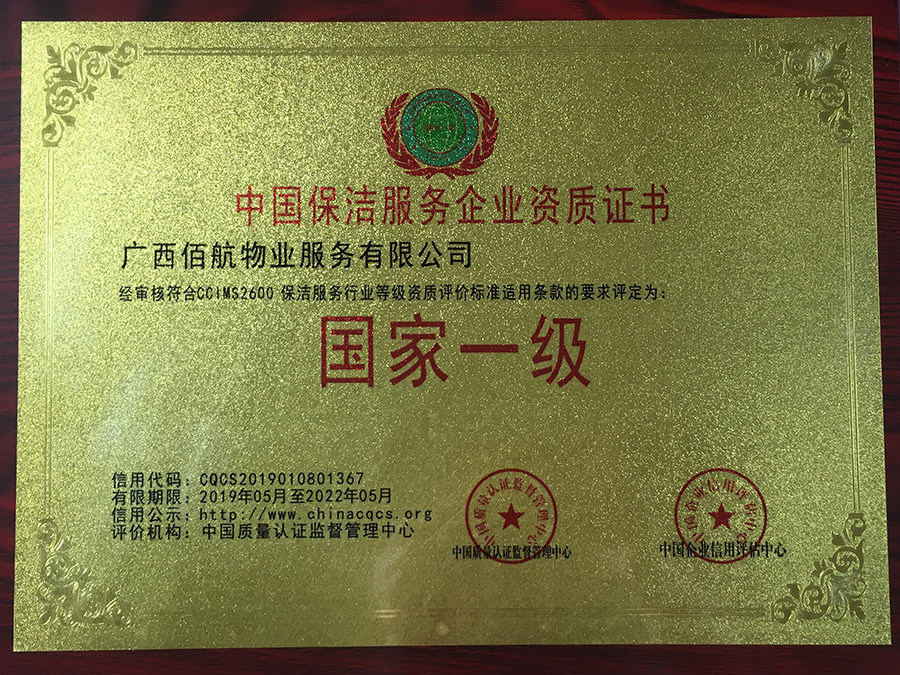 中国保洁服务企业资质证书
广西佰航物业服务有限公司
经审核符合CCIMS2600 保洁服务行业等级资质评价标准适用条款的要求评定为：
国家一级
信用代码：CQCS2019010801367
有限期限：2019年05月至2022年05月
信用公示：http://www.chinacqcs.org
评价机构：中国质量认证监督管理中心
中国质量认证监督管理中心
中国企业信用评估中心